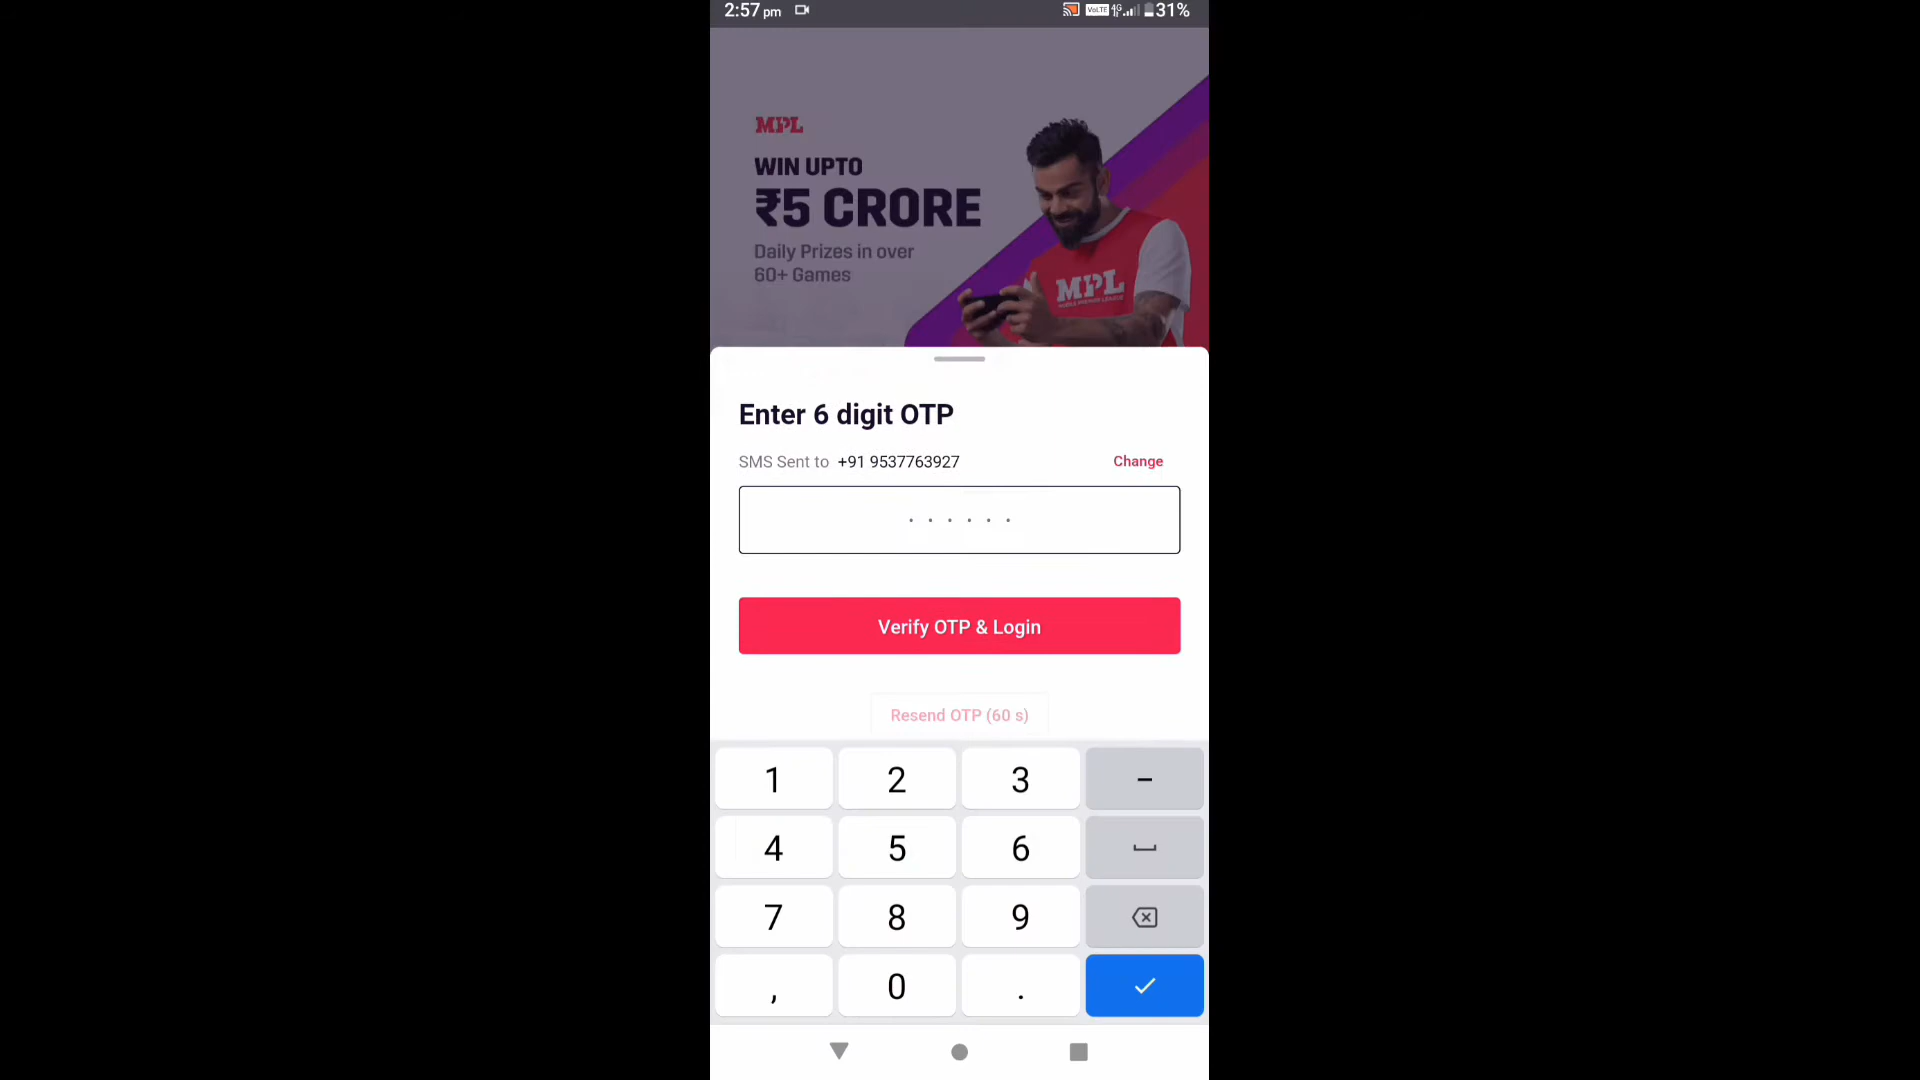 2:57 pm VoLTE 4G 31%
MPL
WIN UPTO
₹5 CRORE
Daily Prizes in over
60+ Games
MPL
Enter 6 digit OTP
SMS Sent to +91 9537763927 Change
Verify OTP & Login
Resend OTP (60 s)
1 2 3 -
4 5 6
7 8 9
, 0 .